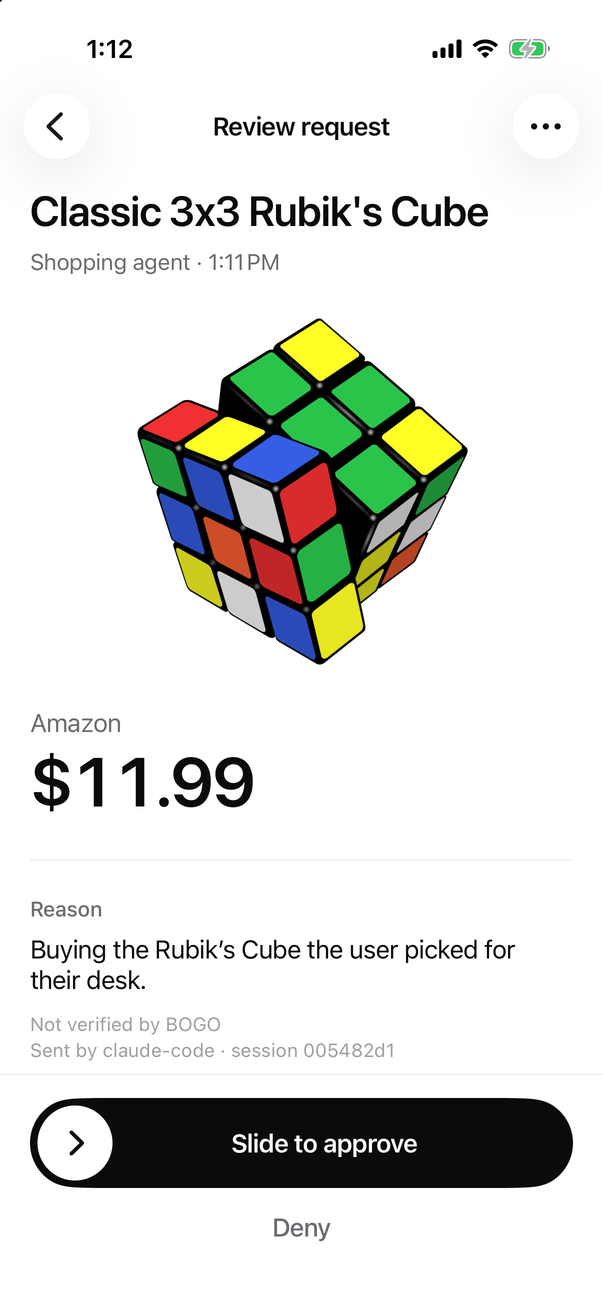 1:12
Review request
Classic 3x3 Rubik's Cube
Shopping agent · 1:11 PM
Amazon
$11.99
Reason
Buying the Rubik’s Cube the user picked for
their desk.
Not verified by BOGO
Sent by claude-code · session 005482d1
Slide to approve
Deny